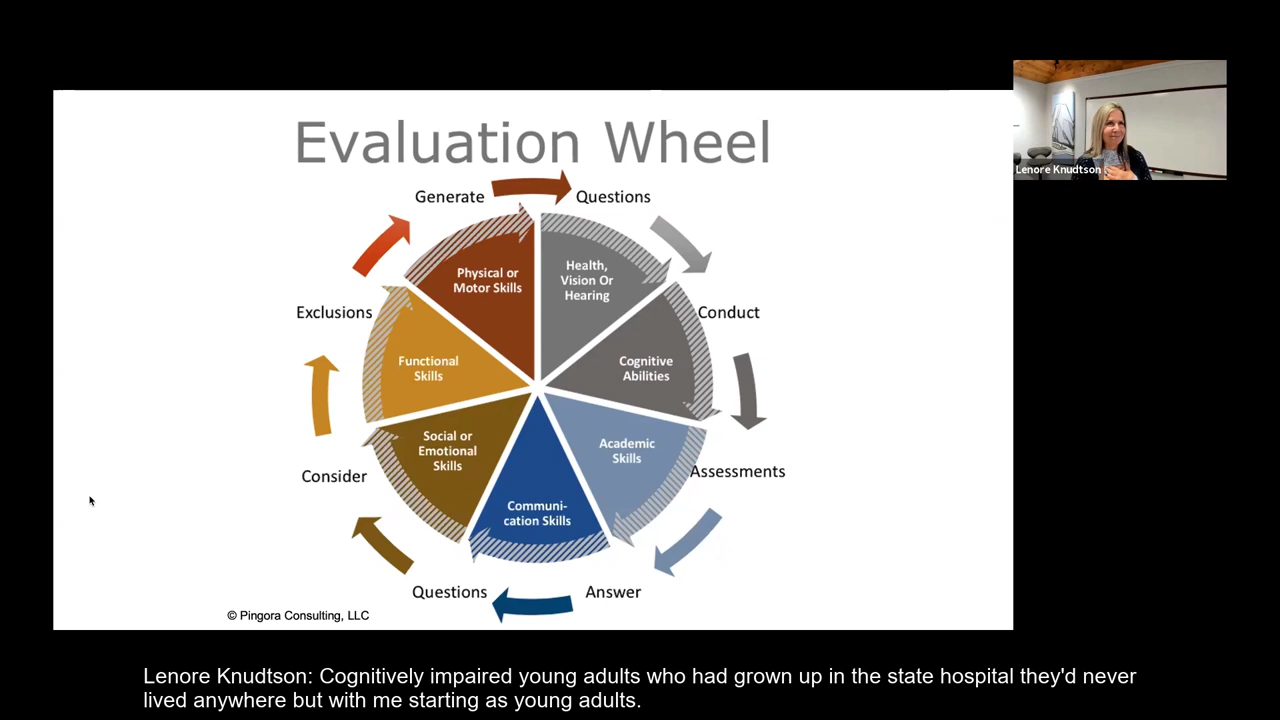 Evaluation Wheel
Generate
Questions
Conduct
Assessments
Answer
Questions
Consider
Exclusions
Physical or
Motor Skills
Health,
Vision Or
Hearing
Cognitive
Abilities
Academic
Skills
Communi-
cation Skills
Social or
Emotional
Skills
Functional
Skills
© Pingora Consulting, LLC
Lenore Knudtson
Lenore Knudtson: Cognitively impaired young adults who had grown up in the state hospital they'd never
lived anywhere but with me starting as young adults.